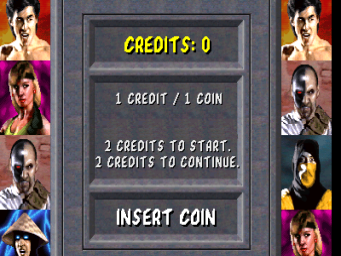 CREDITS: 0
1 CREDIT / 1 COIN
2 CREDITS TO START.
2 CREDITS TO CONTINUE.
INSERT COIN